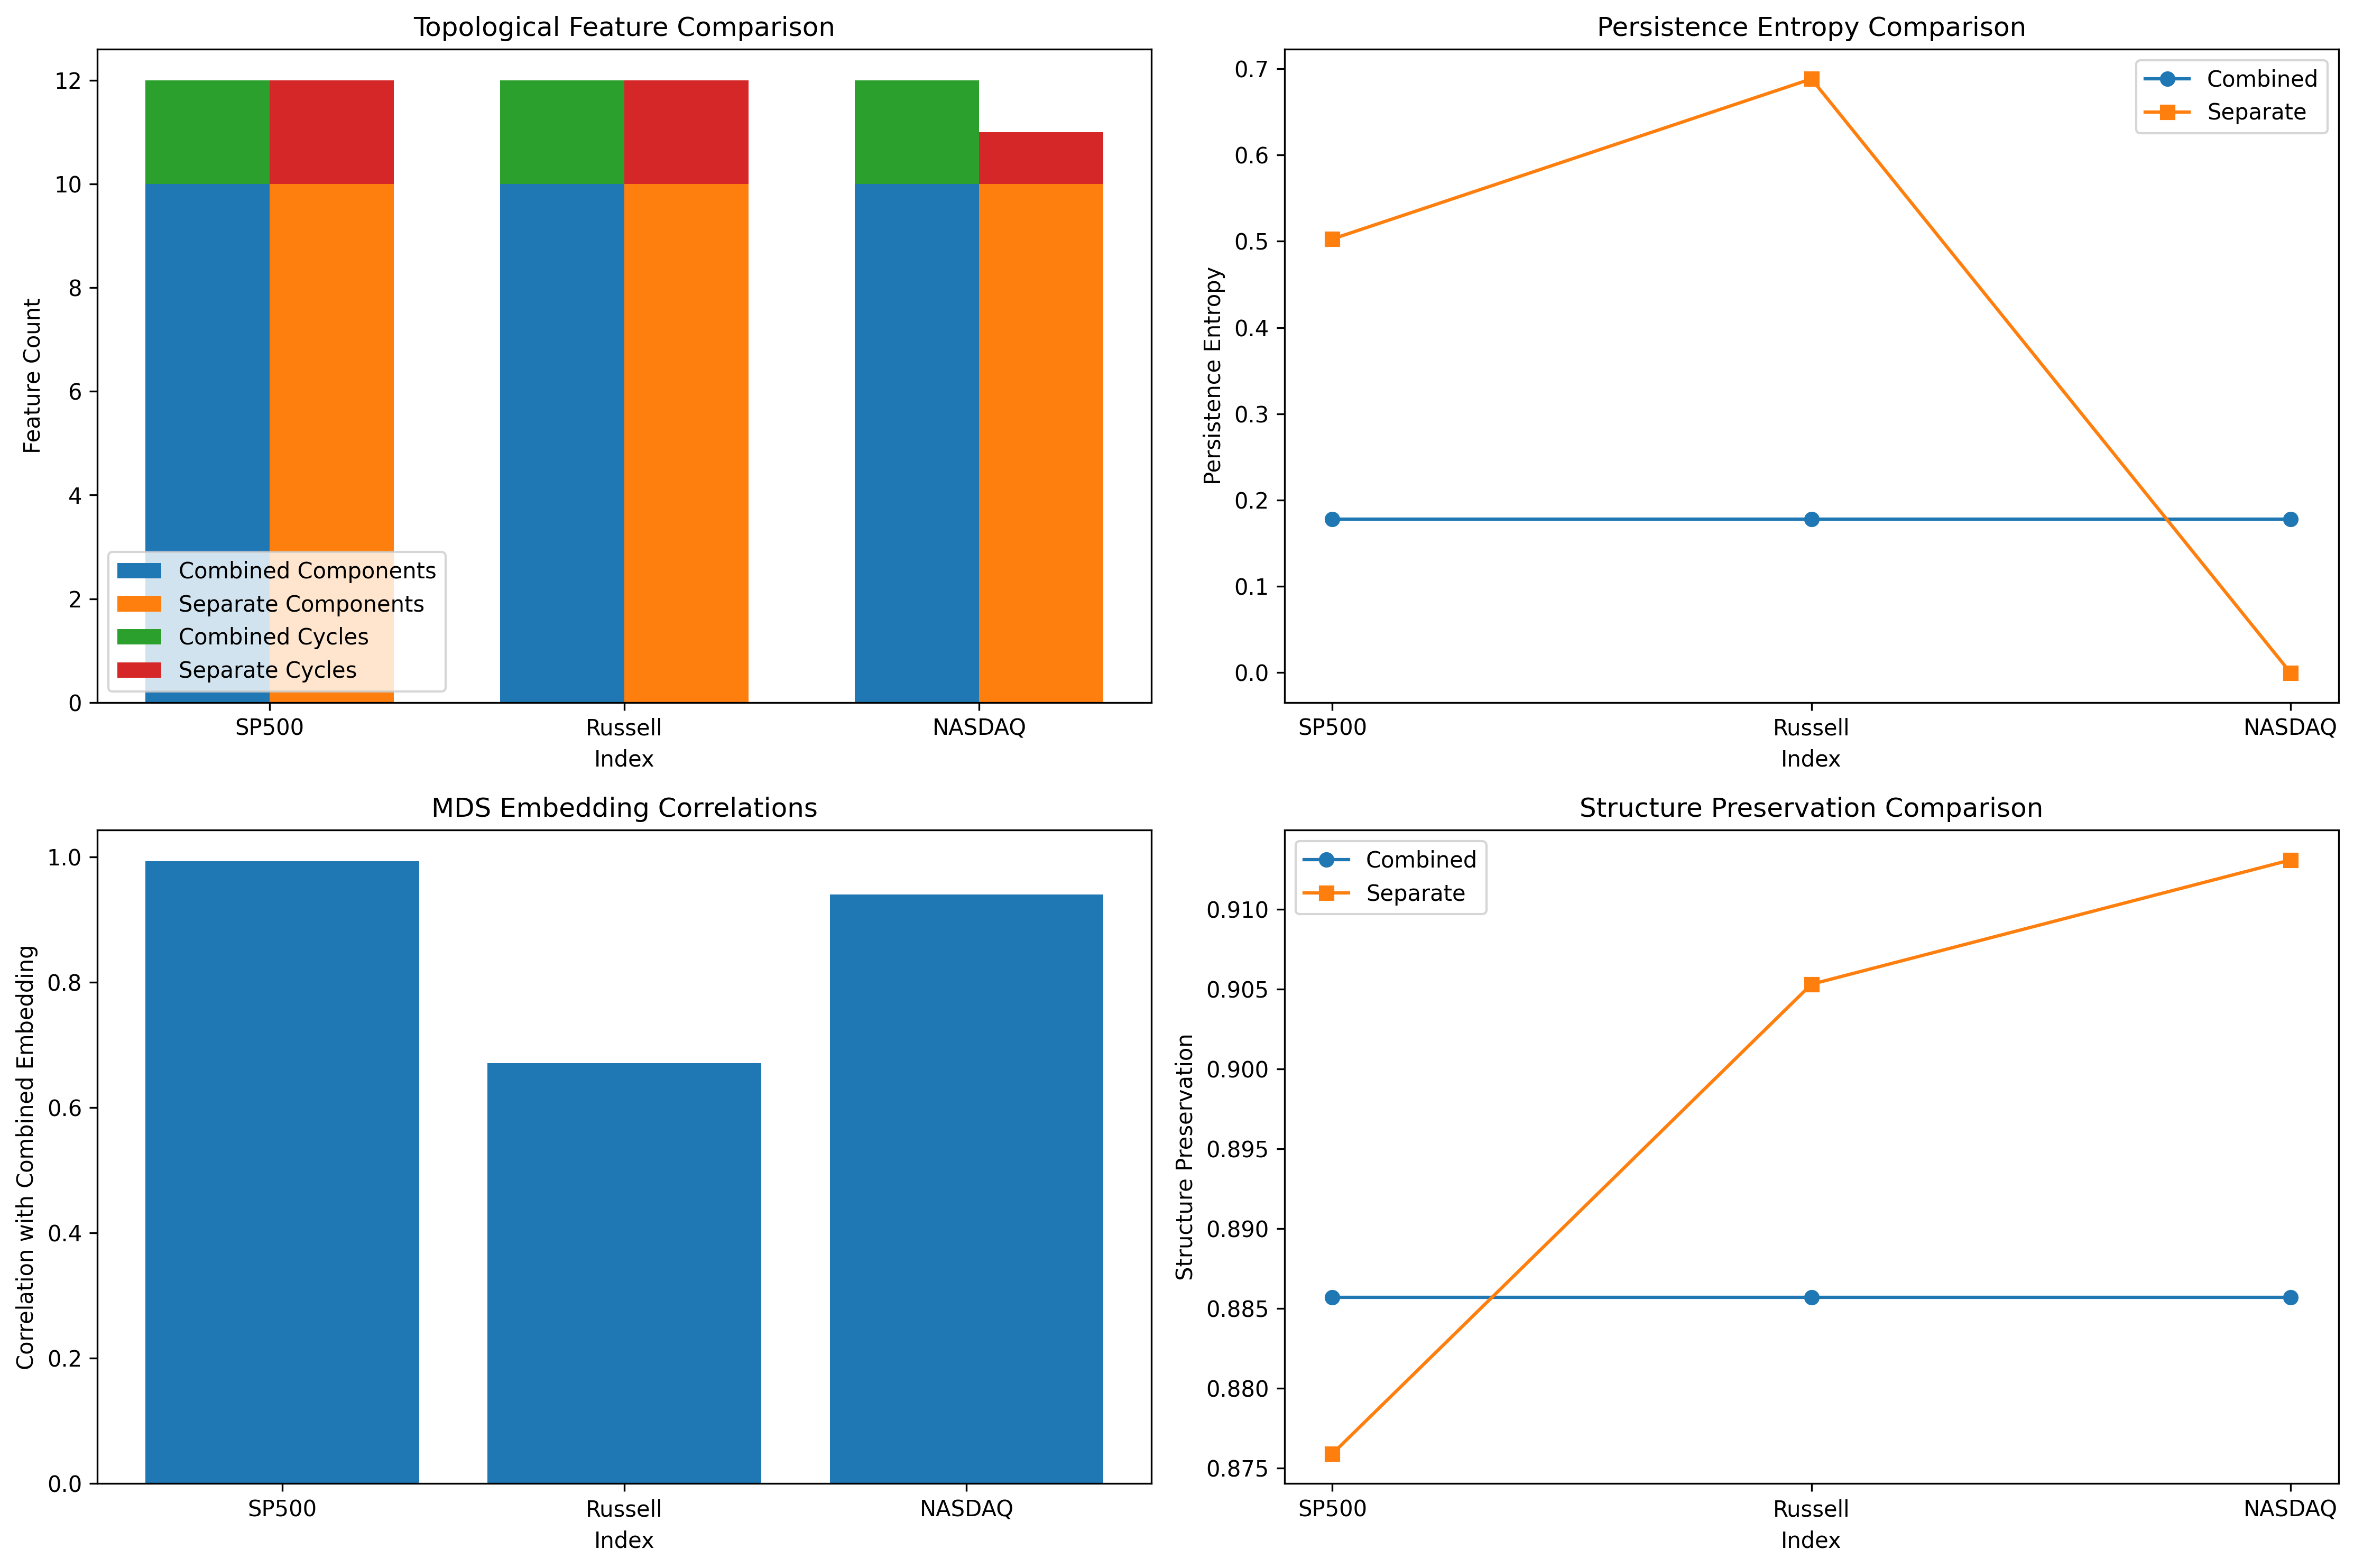 Topological Feature Comparison
12
10
8
6
4
2
0
Feature Count
Combined Components
Separate Components
Combined Cycles
Separate Cycles
SP500
Russell
NASDAQ
Index
Persistence Entropy Comparison
0.7
0.6
0.5
0.4
0.3
0.2
0.1
0.0
Persistence Entropy
Combined
Separate
SP500
Russell
NASDAQ
Index
MDS Embedding Correlations
1.0
0.8
0.6
0.4
0.2
0.0
Correlation with Combined Embedding
SP500
Russell
NASDAQ
Index
Structure Preservation Comparison
Combined
Separate
0.910
0.905
0.900
0.895
0.890
0.885
0.880
0.875
Structure Preservation
SP500
Russell
NASDAQ
Index